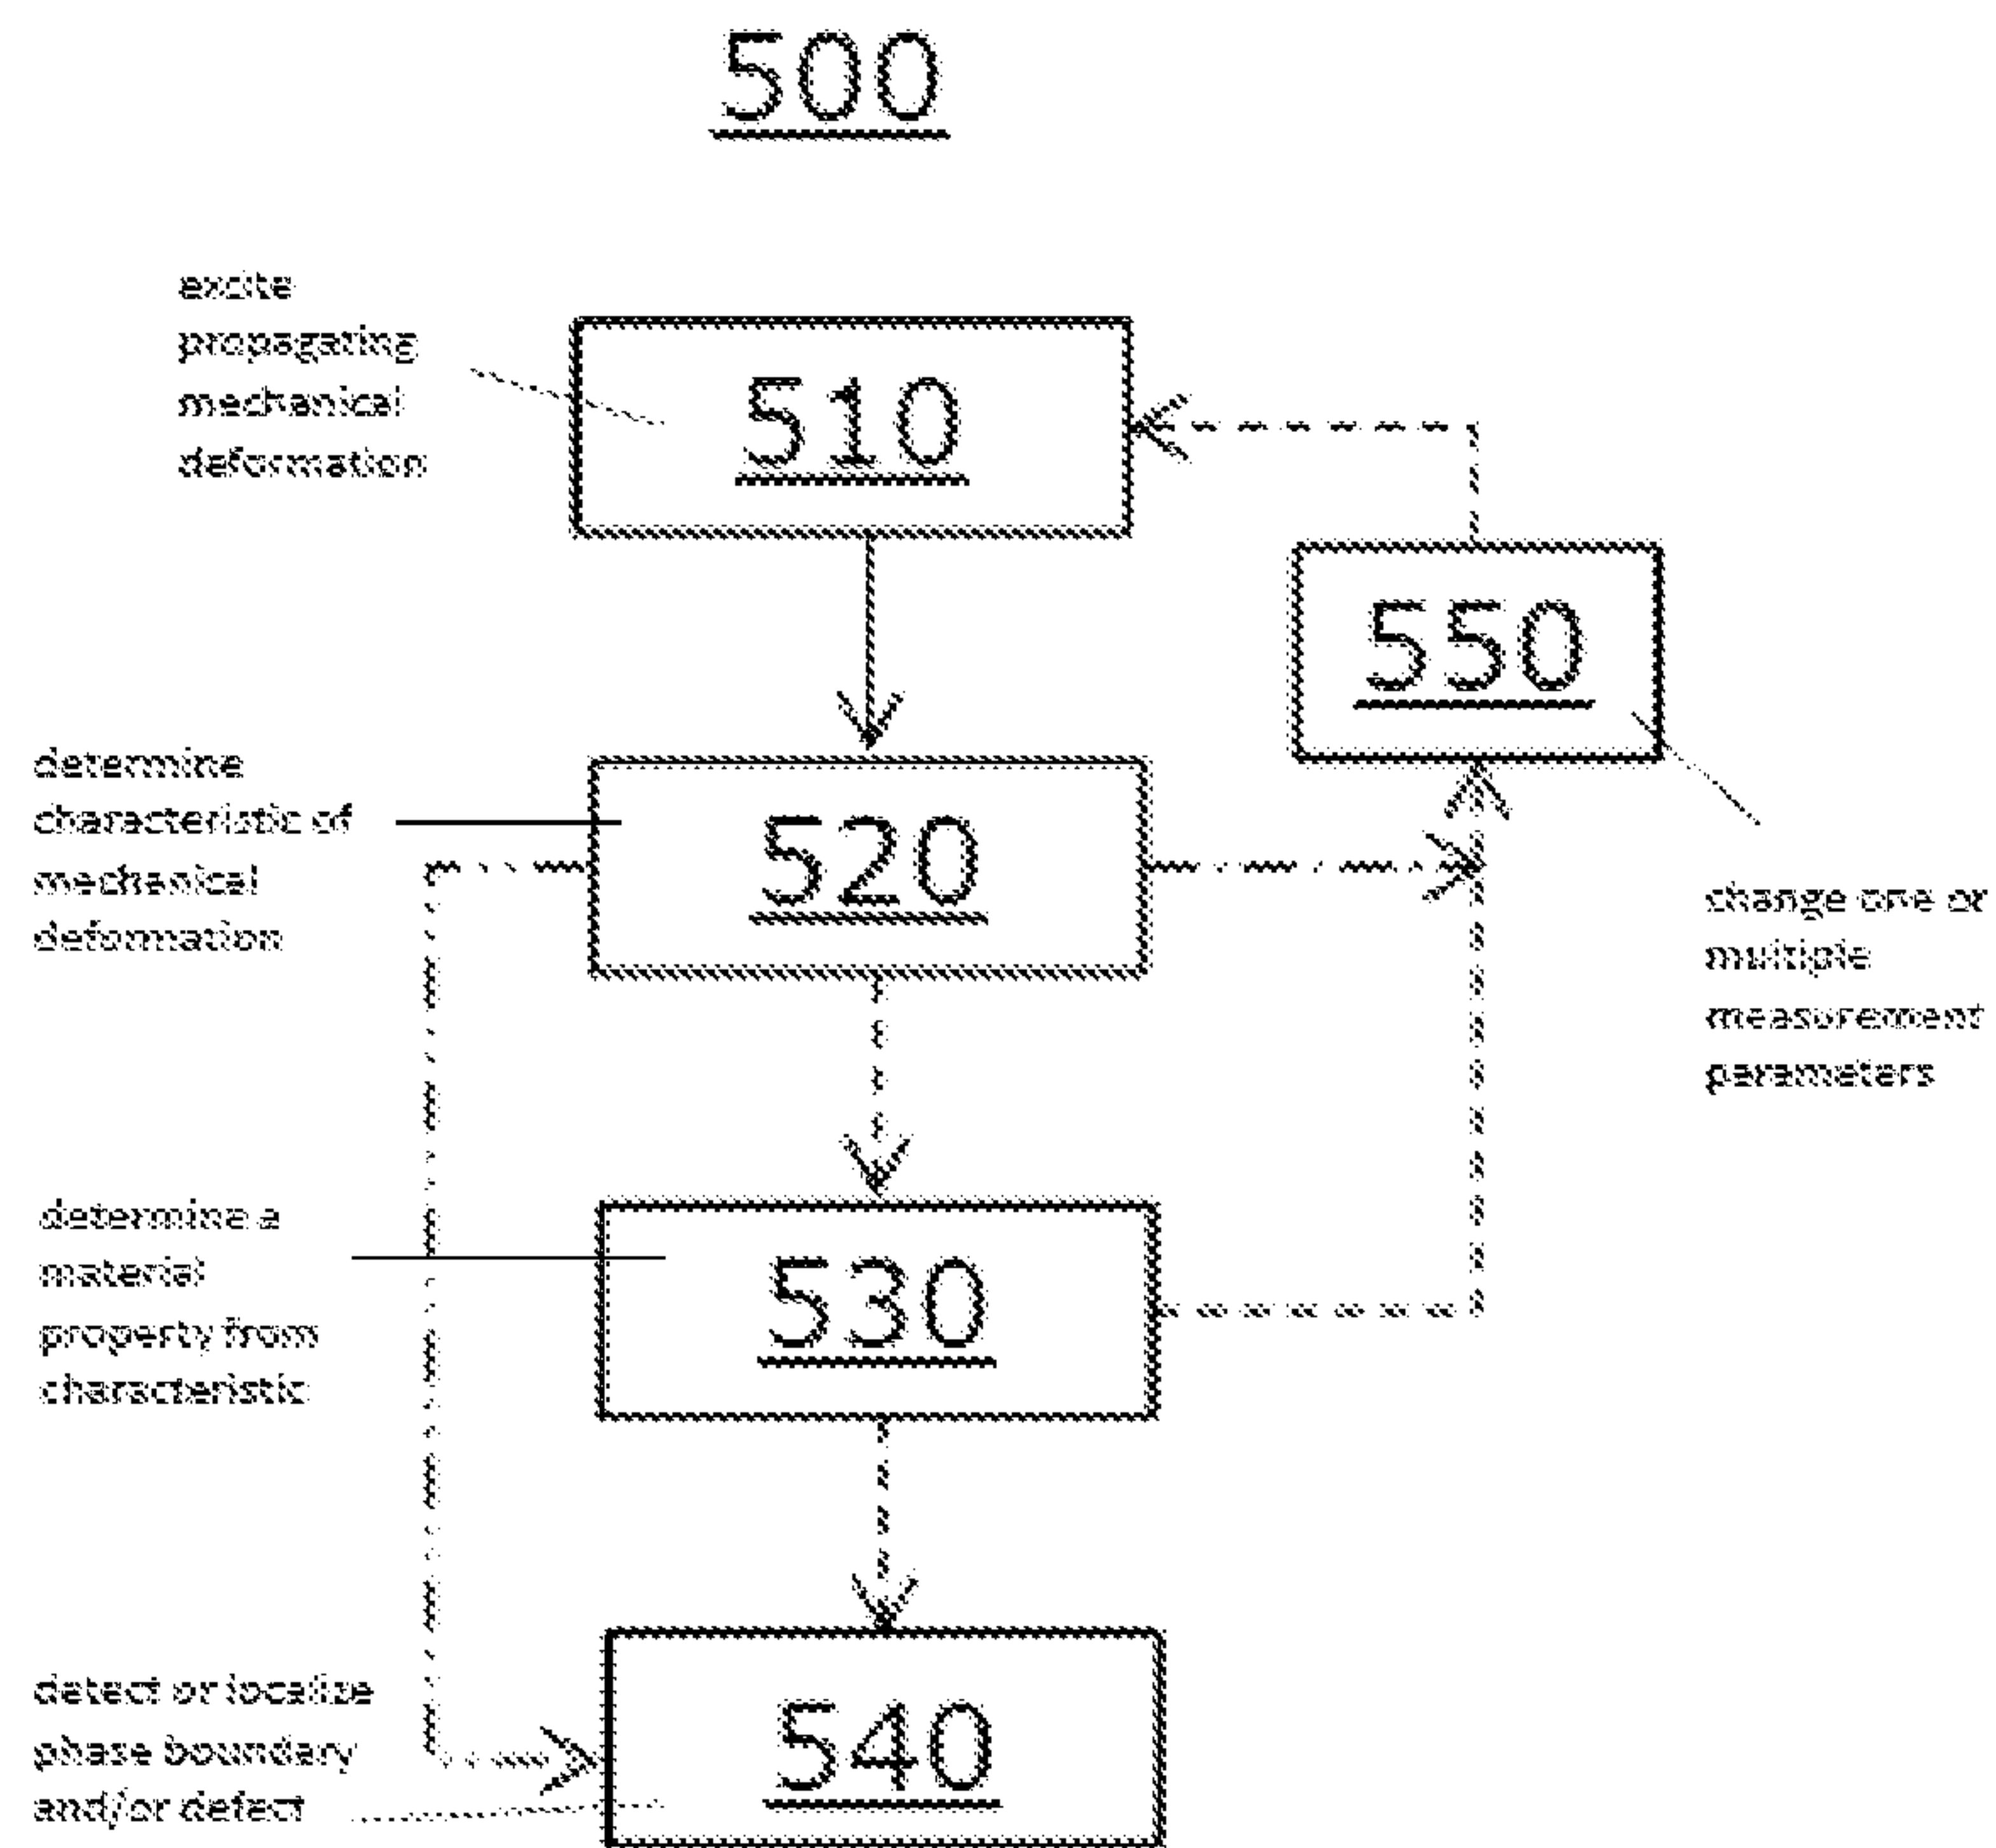 500
excite
propagating
mechanical
deformation
510
550
determine
characteristic of
mechanical
deformation
520
change one or
multiple
measurement
parameters
determine a
material
property from
characteristic
530
detect or localize
phase boundary
and/or defect
540